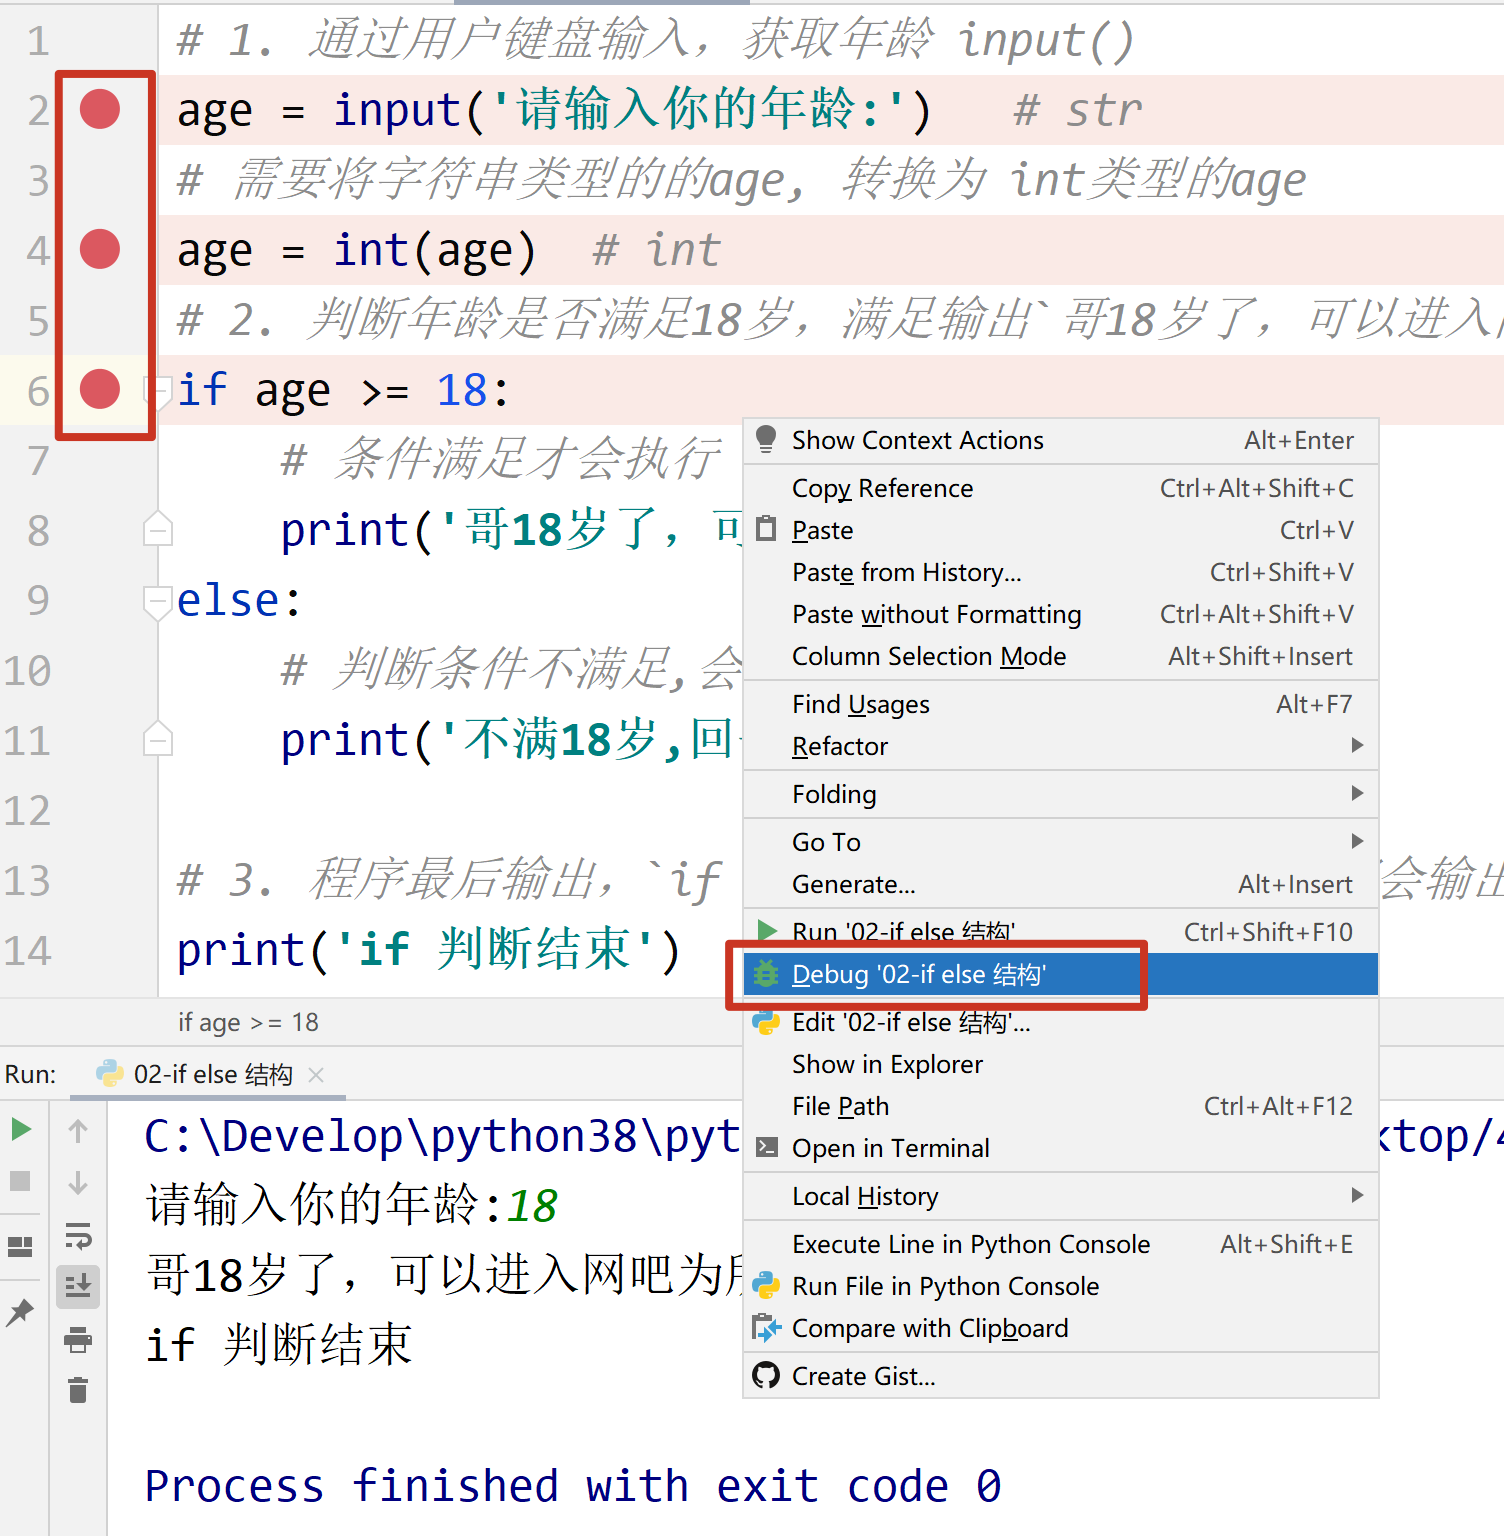 1 # 1. 通过用户键盘输入，获取年龄 input()
2 age = input('请输入你的年龄:') # str
3 # 需要将字符串类型的的age, 转换为 int类型的age
4 age = int(age) # int
5 # 2. 判断年龄是否满足18岁，满足输出`哥18岁了，可以进入
6 if age >= 18:
7 # 条件满足才会执行
8 print('哥18岁了，可
9 else:
10 # 判断条件不满足,会
11 print('不满18岁,回
12
13 # 3. 程序最后输出，`if 会输出
14 print('if 判断结束')
if age >= 18
Show Context Actions Alt+Enter
Copy Reference Ctrl+Alt+Shift+C
Paste Ctrl+V
Paste from History... Ctrl+Shift+V
Paste without Formatting Ctrl+Alt+Shift+V
Column Selection Mode Alt+Shift+Insert
Find Usages Alt+F7
Refactor
Folding
Go To
Generate... Alt+Insert
Run '02-if else 结构' Ctrl+Shift+F10
Debug '02-if else 结构'
Edit '02-if else 结构'...
Show in Explorer
File Path Ctrl+Alt+F12
Open in Terminal
Local History
Execute Line in Python Console Alt+Shift+E
Run File in Python Console
Compare with Clipboard
Create Gist...
Run: 02-if else 结构
C:\Develop\python38\pyt ktop/4
请输入你的年龄:18
哥18岁了，可以进入网吧为
if 判断结束
Process finished with exit code 0